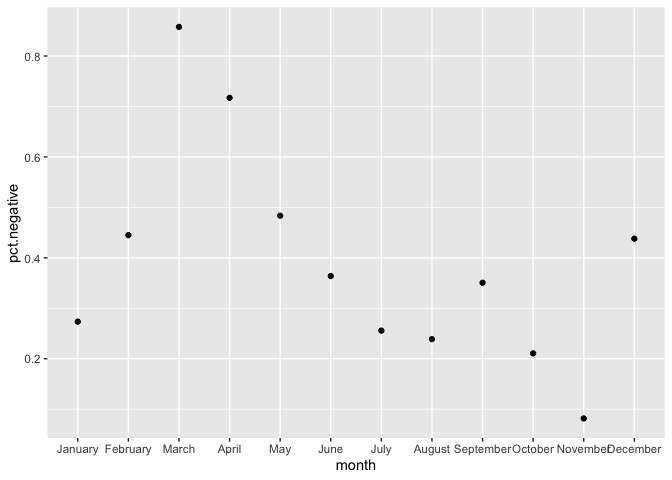 pct.negative
0.8
0.6
0.4
0.2
January February March April May June July August September October November December
month